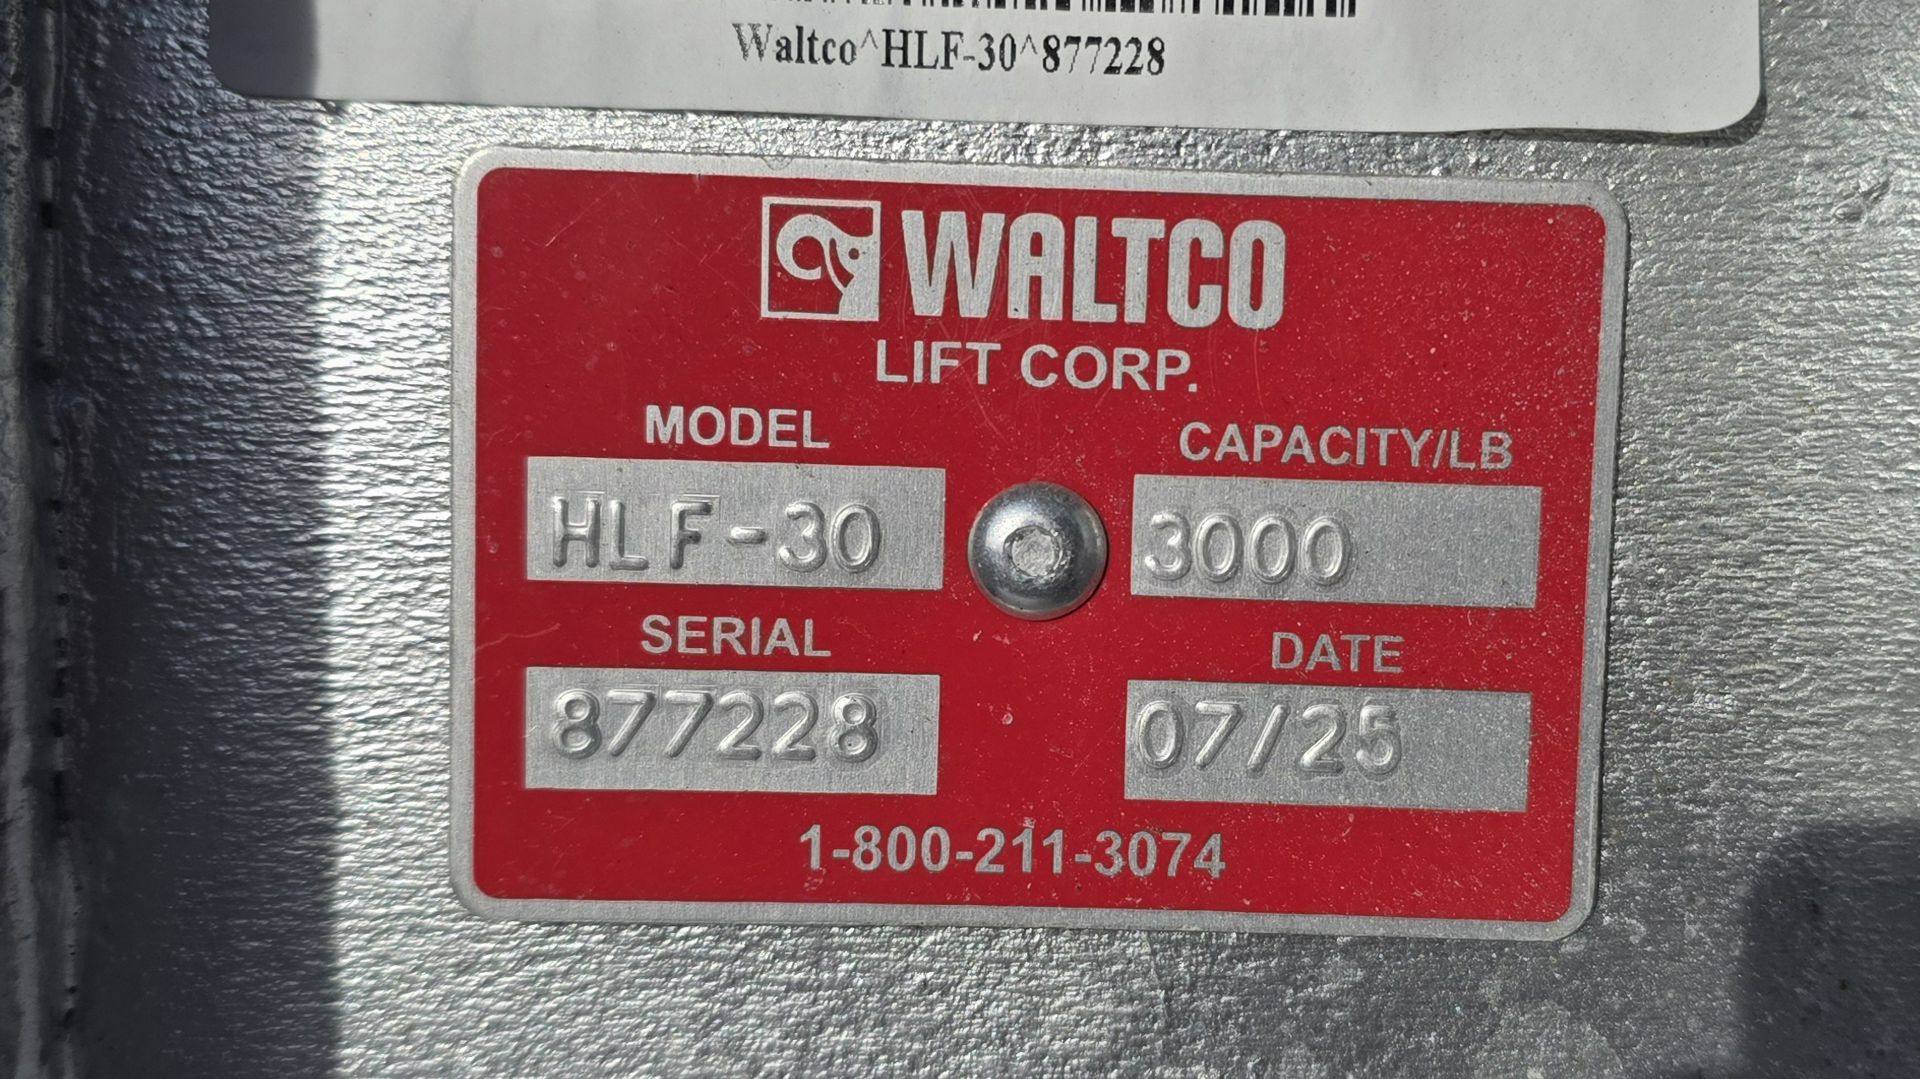 Waltco^HLF-30^877228
WALTCO
LIFT CORP.
MODEL
CAPACITY/LB
HLF-30
3000
SERIAL
DATE
877228
07/25
1-800-211-3074